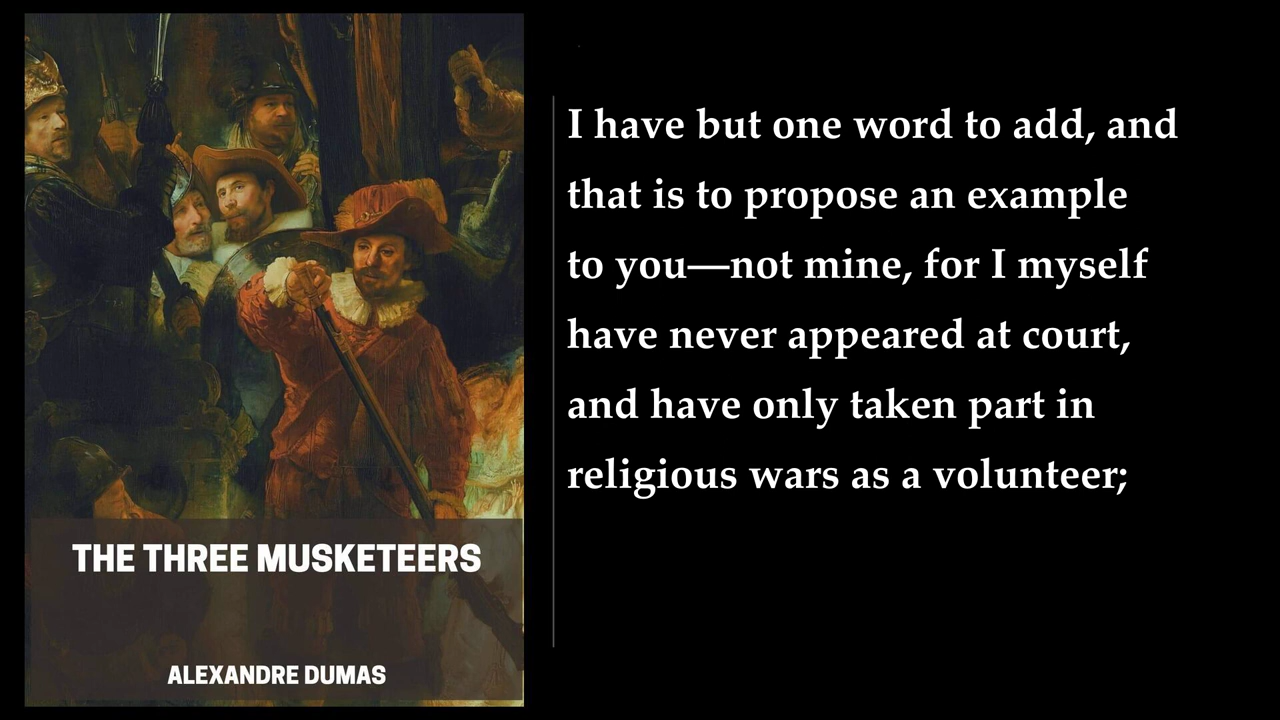 THE THREE MUSKETEERS
ALEXANDRE DUMAS
I have but one word to add, and
that is to propose an example
to you—not mine, for I myself
have never appeared at court,
and have only taken part in
religious wars as a volunteer;